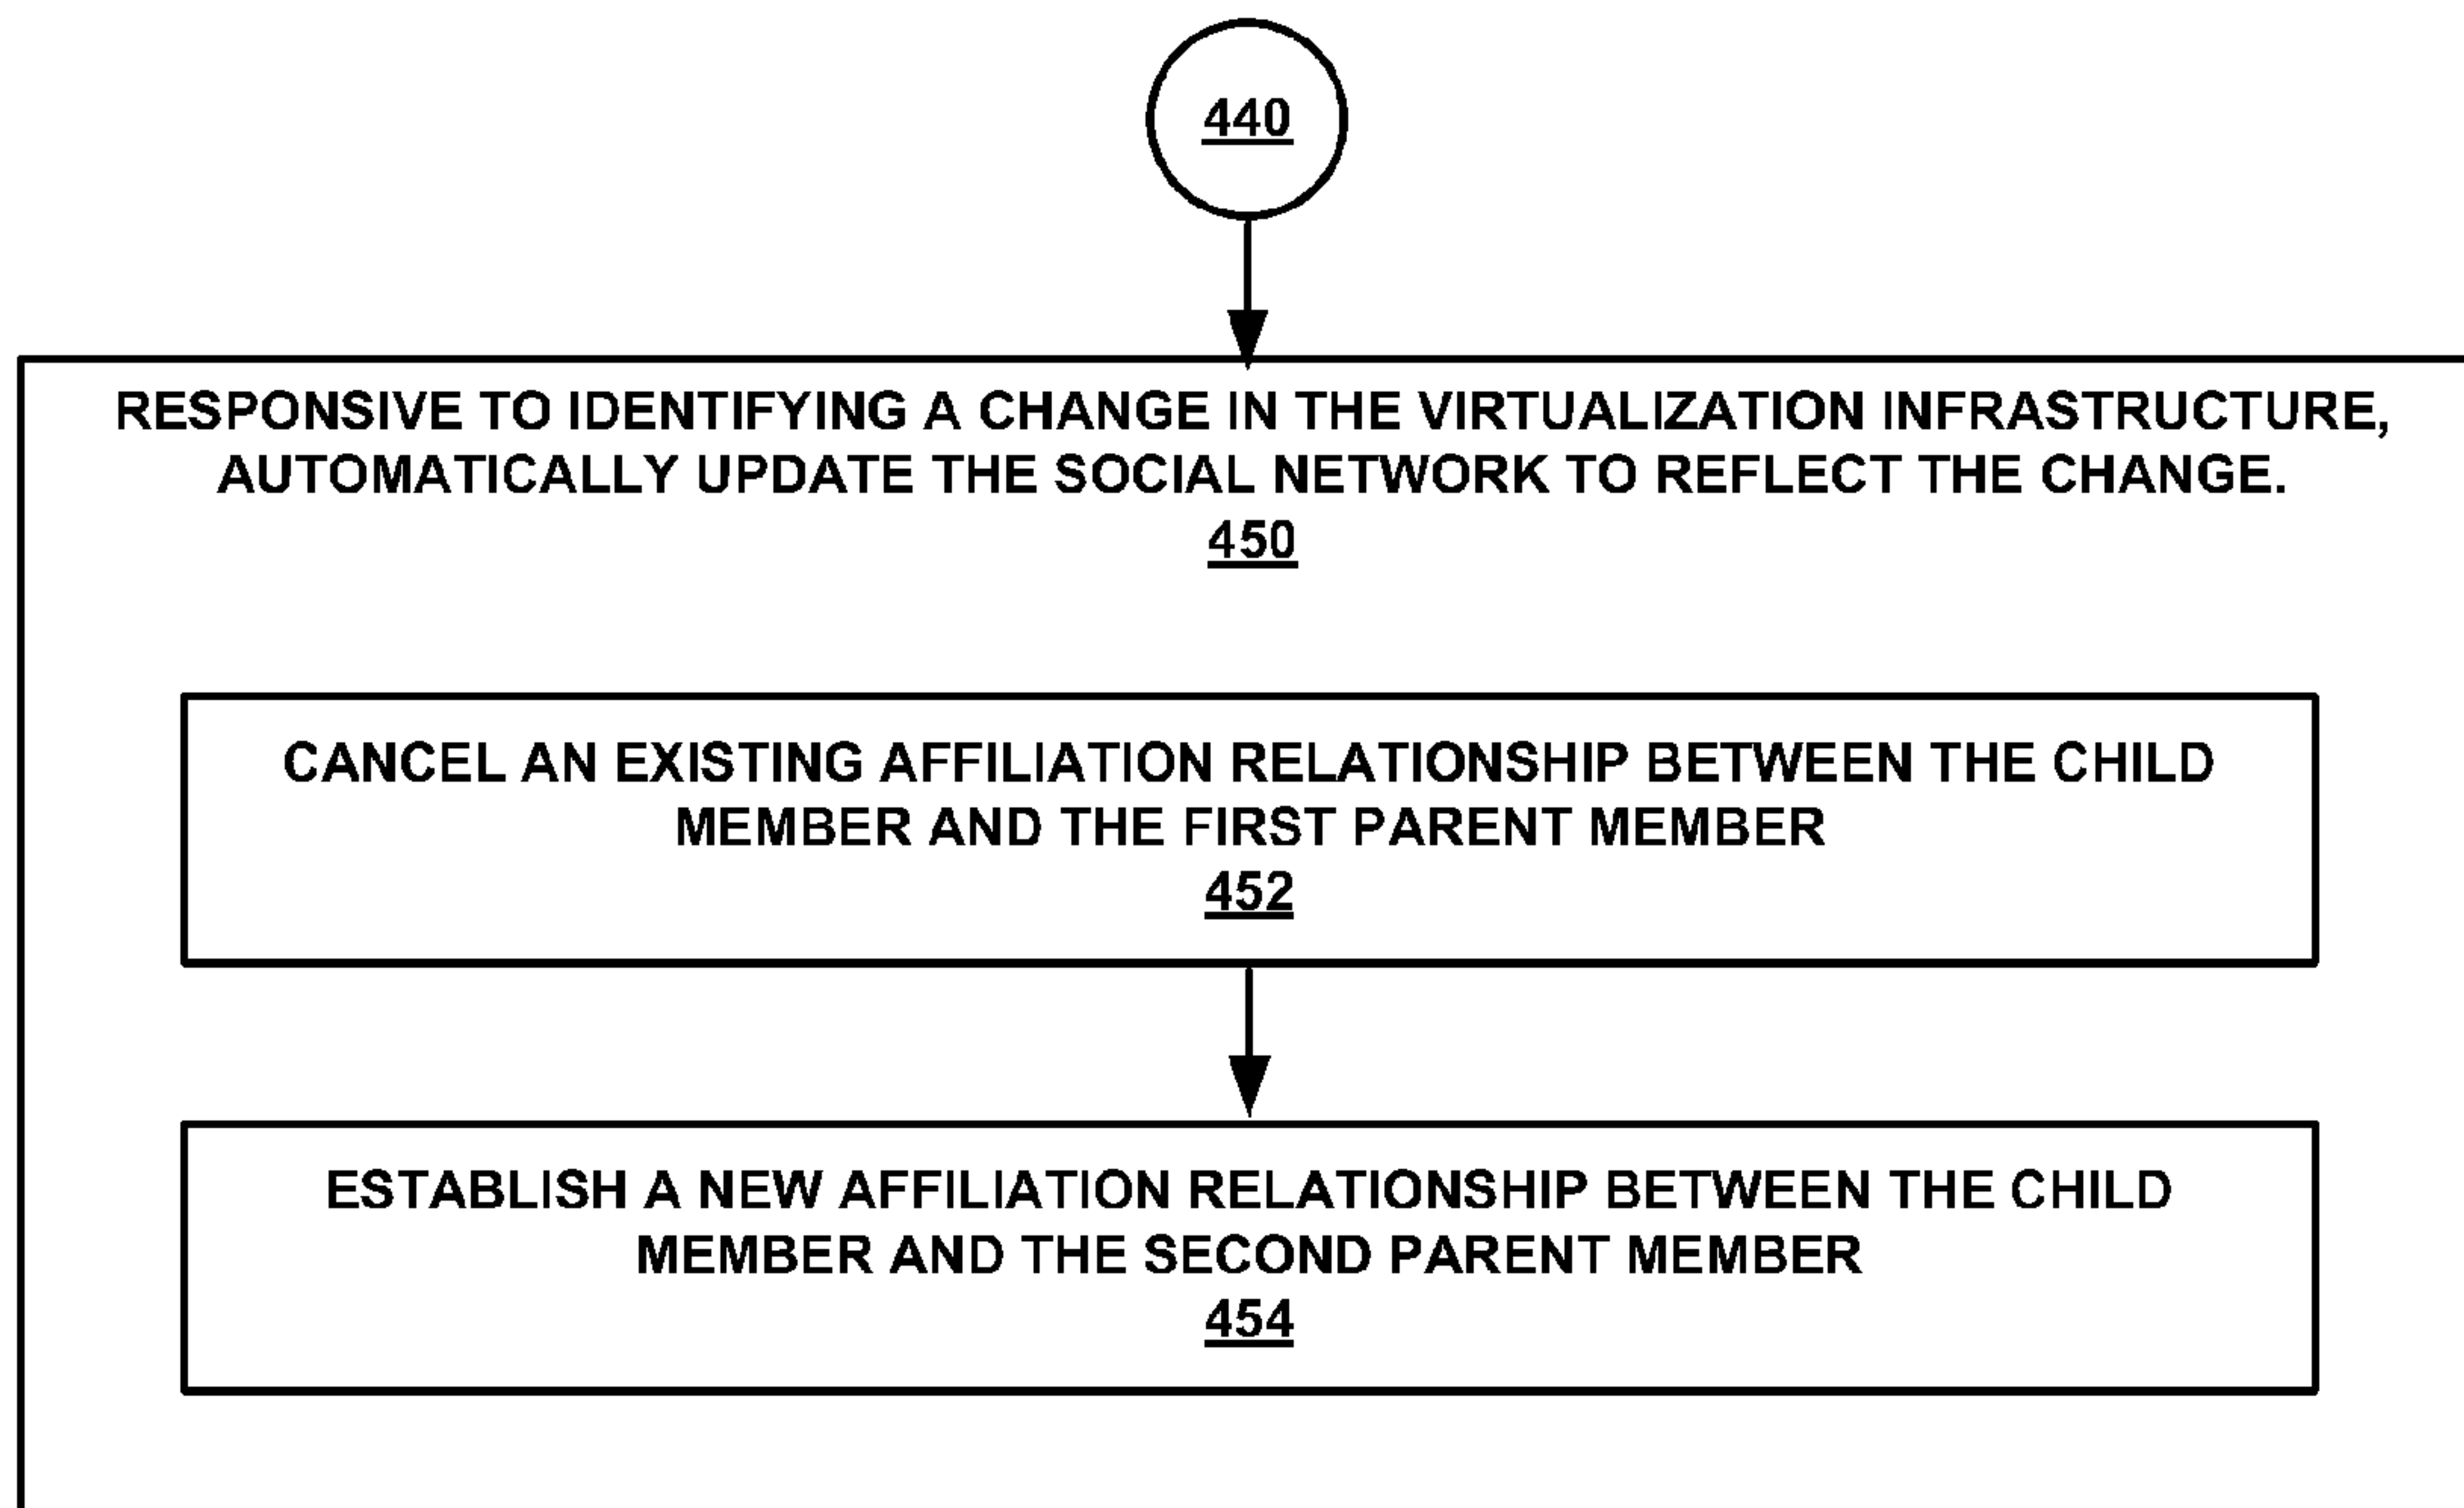 440
RESPONSIVE TO IDENTIFYING A CHANGE IN THE VIRTUALIZATION INFRASTRUCTURE,
AUTOMATICALLY UPDATE THE SOCIAL NETWORK TO REFLECT THE CHANGE.
450
CANCEL AN EXISTING AFFILIATION RELATIONSHIP BETWEEN THE CHILD
MEMBER AND THE FIRST PARENT MEMBER
452
ESTABLISH A NEW AFFILIATION RELATIONSHIP BETWEEN THE CHILD
MEMBER AND THE SECOND PARENT MEMBER
454